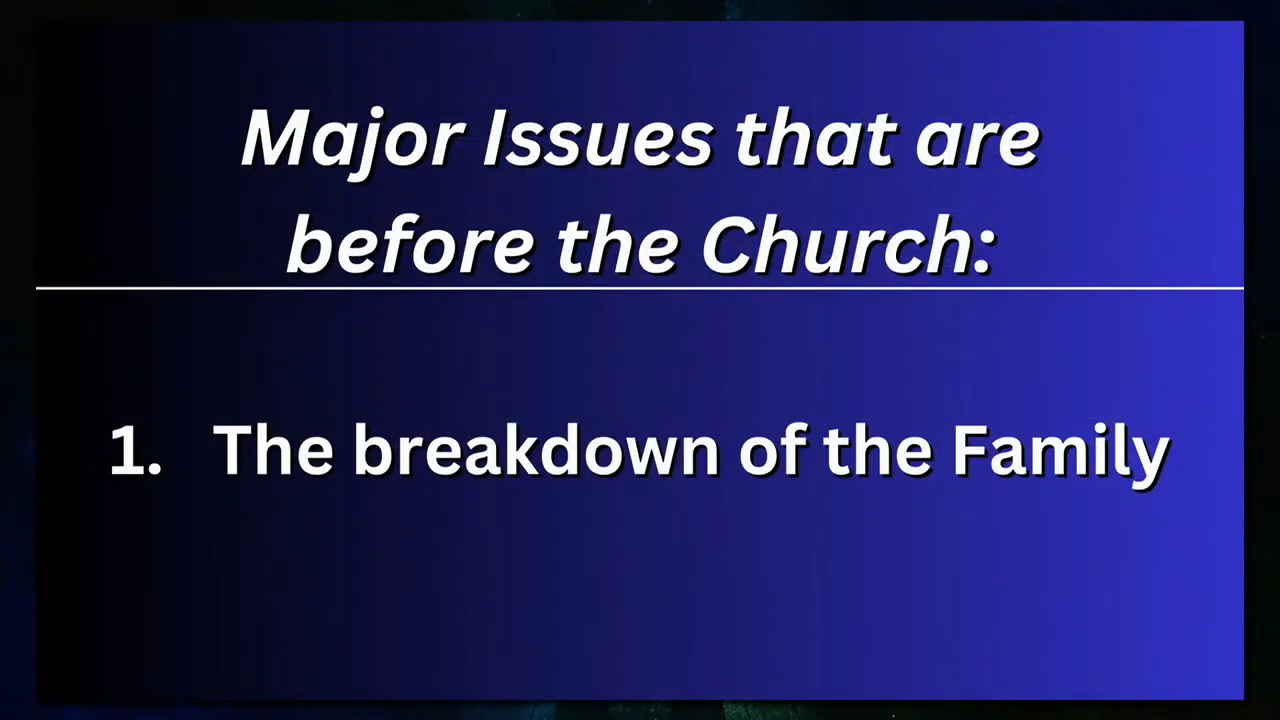 Major Issues that are
before the Church:
1. The breakdown of the Family